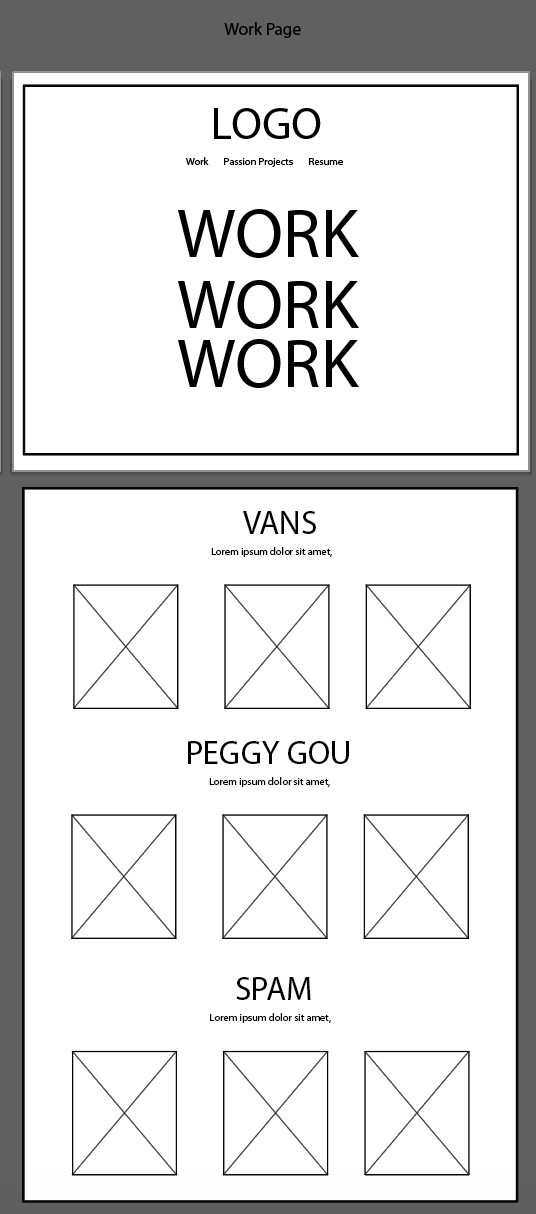 Work Page
LOGO
Work Passion Projects Resume
WORK
WORK
WORK
VANS
Lorem ipsum dolor sit amet,
PEGGY GOU
Lorem ipsum dolor sit amet,
SPAM
Lorem ipsum dolor sit amet,